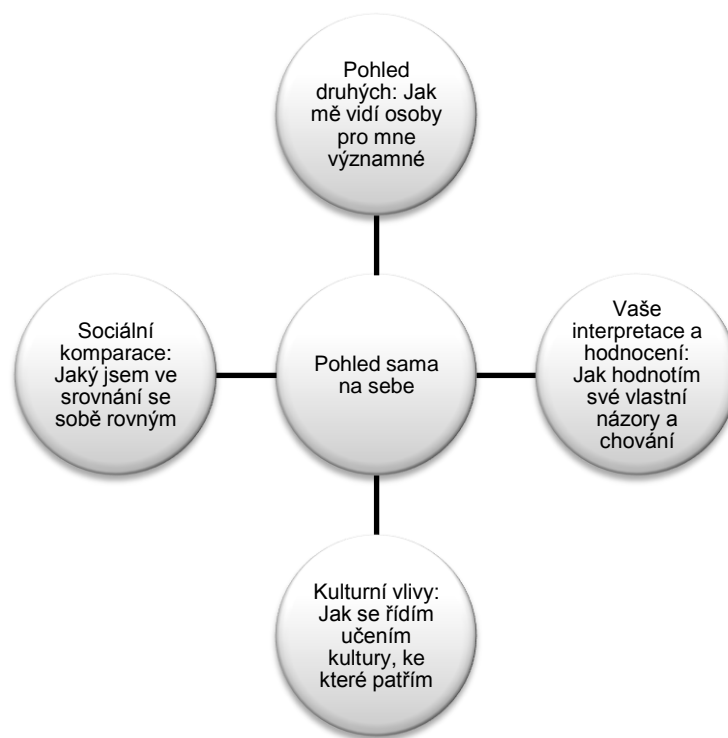 Pohled
druhých: Jak
mě vidí osoby
pro mne
významné
Sociální
komparace:
Jaký jsem ve
srovnání se
sobě rovným
Pohled sama
na sebe
Vaše
interpretace a
hodnocení:
Jak hodnotím
své vlastní
názory a
chování
Kulturní vlivy:
Jak se řídím
učením
kultury, ke
které patřím